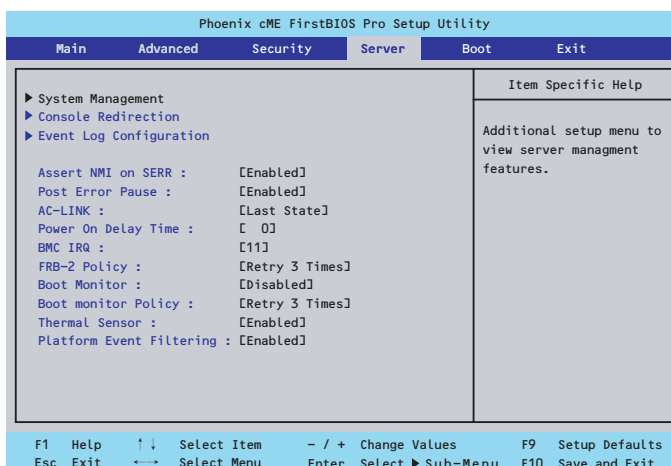 Phoenix cME FirstBIOS Pro Setup Utility
Main Advanced Security Server Boot Exit
▶ System Management
▶ Console Redirection
▶ Event Log Configuration
Assert NMI on SERR : [Enabled]
Post Error Pause : [Enabled]
AC-LINK : [Last State]
Power On Delay Time : [ 0]
BMC IRQ : [11]
FRB-2 Policy : [Retry 3 Times]
Boot Monitor : [Disabled]
Boot monitor Policy : [Retry 3 Times]
Thermal Sensor : [Enabled]
Platform Event Filtering : [Enabled]
Item Specific Help
Additional setup menu to
view server managment
features.
F1 Help ↑↓ Select Item - / + Change Values F9 Setup Defaults
Esc Exit ←→ Select Menu Enter Select ▶ Sub-Menu F10 Save and Exit